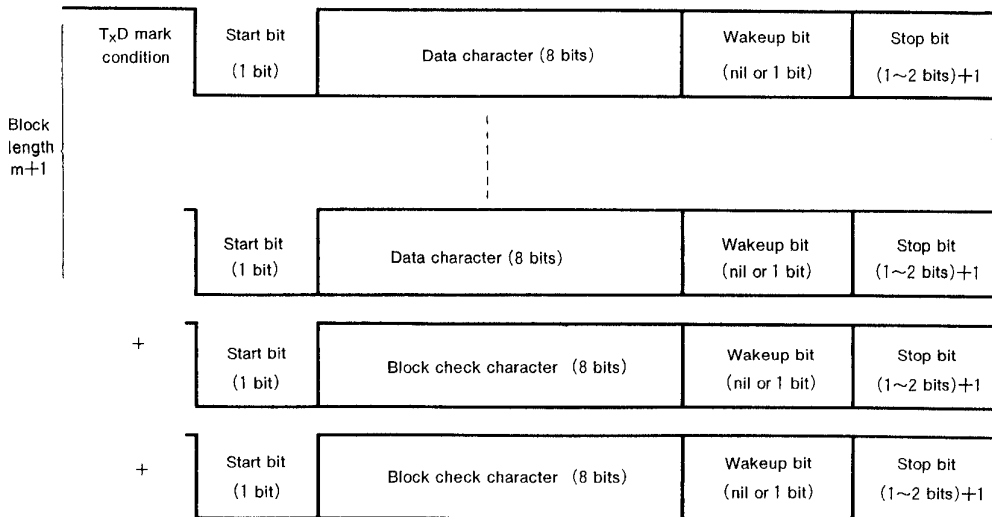 TxD mark
condition
Start bit
(1 bit)
Data character (8 bits)
Wakeup bit
(nil or 1 bit)
Stop bit
(1~2 bits)+1
Block
length
m+1
Start bit
(1 bit)
Data character (8 bits)
Wakeup bit
(nil or 1 bit)
Stop bit
(1~2 bits)+1
+
Start bit
(1 bit)
Block check character (8 bits)
Wakeup bit
(nil or 1 bit)
Stop bit
(1~2 bits)+1
+
Start bit
(1 bit)
Block check character (8 bits)
Wakeup bit
(nil or 1 bit)
Stop bit
(1~2 bits)+1